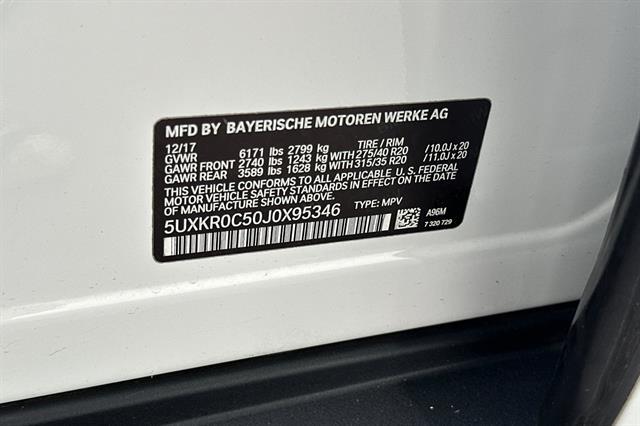 MFD BY BAYERISCHE MOTOREN WERKE AG
12/17 TIRE / RIM
GVWR 6171 lbs 2799 kg
GAWR FRONT 2740 lbs 1243 kg WITH 275/40 R20 /10.0J x 20
GAWR REAR 3589 lbs 1628 kg WITH 315/35 R20 /11.0J x 20
THIS VEHICLE CONFORMS TO ALL APPLICABLE U. S. FEDERAL
MOTOR VEHICLE SAFETY STANDARDS IN EFFECT ON THE DATE
OF MANUFACTURE SHOWN ABOVE.
5UXKR0C50J0X95346 TYPE: MPV A96M
7 320 729